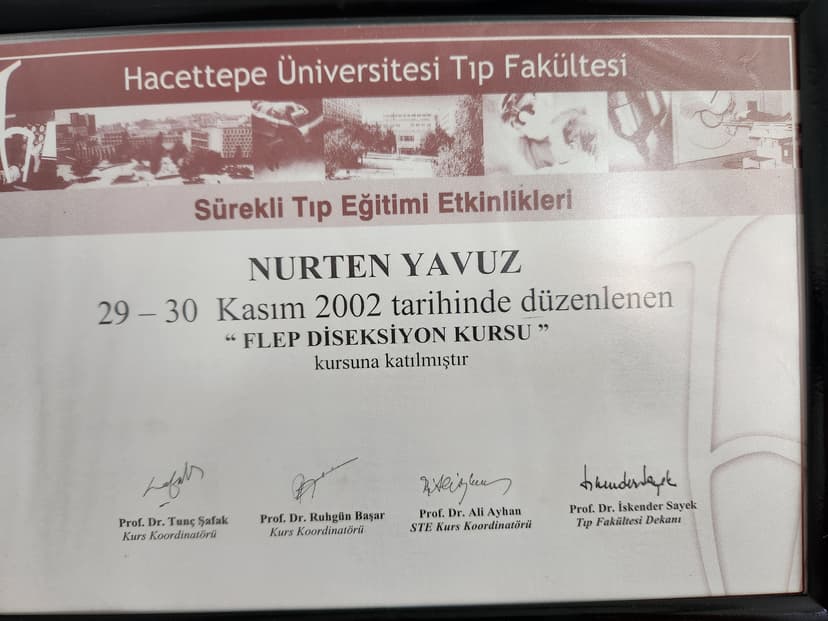 Hacettepe Üniversitesi Tıp Fakültesi
Sürekli Tıp Eğitimi Etkinlikleri
NURTEN YAVUZ
29 – 30 Kasım 2002 tarihinde düzenlenen
“ FLEP DİSEKSİYON KURSU ”
kursuna katılmıştır
Prof. Dr. Tunç Şafak
Kurs Koordinatörü
Prof. Dr. Ruhgün Başar
Kurs Koordinatörü
Prof. Dr. Ali Ayhan
STE Kurs Koordinatörü
Prof. Dr. İskender Sayek
Tıp Fakültesi Dekanı